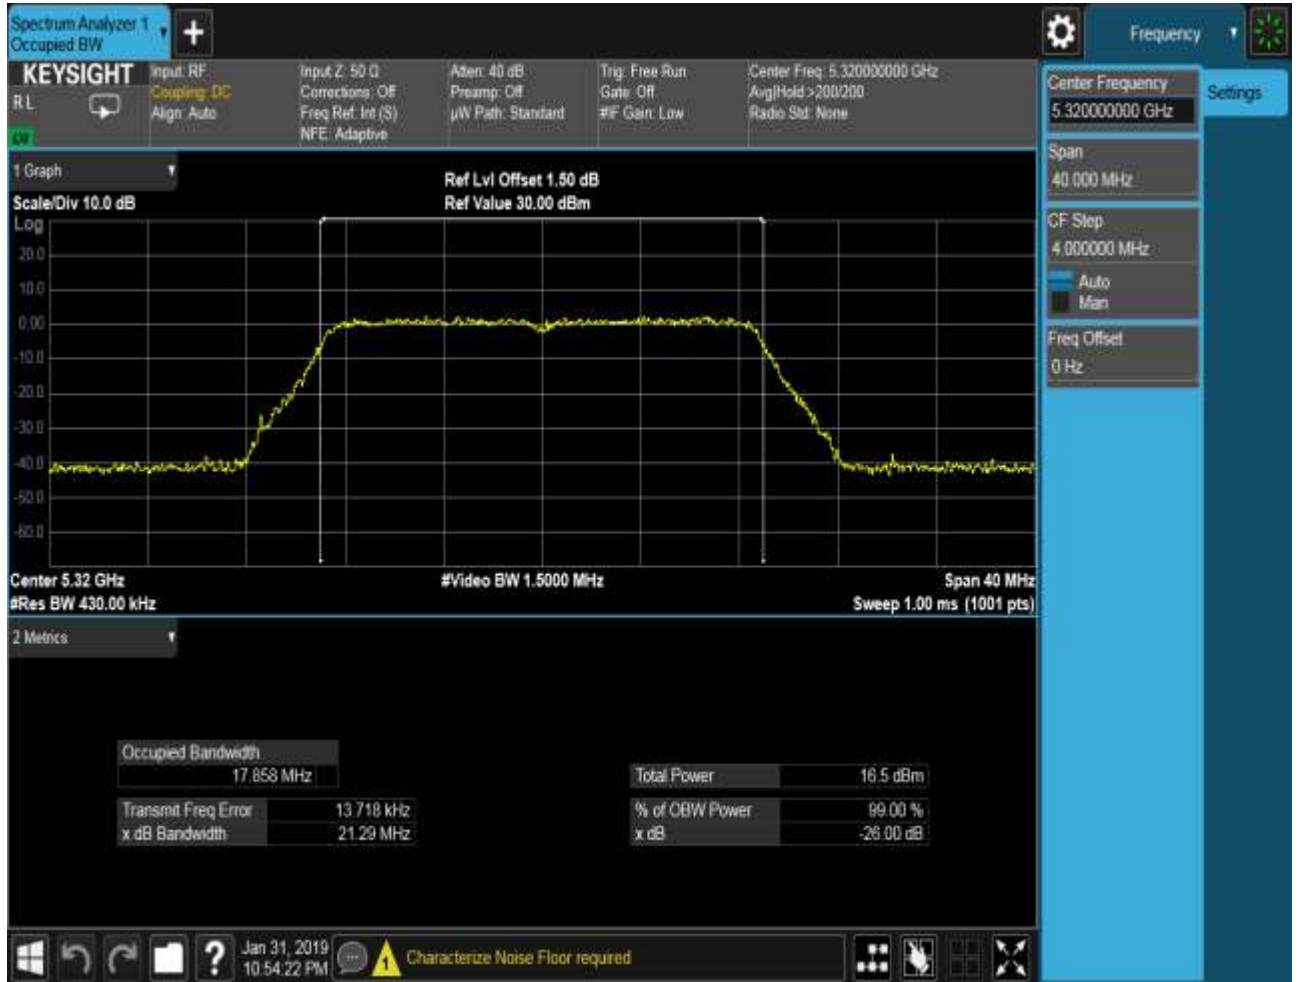 Spectrum Analyzer 1
Occupied BW
+
Frequency
KEYSIGHT
RL
Input: RF
Coupling: DC
Align: Auto
Input Z: 50 Ω
Corrections: Off
Freq Ref: Int (S)
NFE: Adaptive
Atten: 40 dB
Preamp: Off
µW Path: Standard
Trig: Free Run
Gate: Off
#IF Gain: Low
Center Freq: 5.320000000 GHz
Avg|Hold:>200/200
Radio Std: None
Center Frequency
5.320000000 GHz
Settings
Span
40.000 MHz
CF Step
4.000000 MHz
Auto
Man
Freq Offset
0 Hz
1 Graph
Scale/Div 10.0 dB
Ref Lvl Offset 1.50 dB
Ref Value 30.00 dBm
Log
20.0
10.0
0.00
-10.0
-20.0
-30.0
-40.0
-50.0
-60.0
Center 5.32 GHz
#Video BW 1.5000 MHz
Span 40 MHz
#Res BW 430.00 kHz
Sweep 1.00 ms (1001 pts)
2 Metrics
Occupied Bandwidth
17.858 MHz
Transmit Freq Error 13.718 kHz
x dB Bandwidth 21.29 MHz
Total Power 16.5 dBm
% of OBW Power 99.00 %
x dB -26.00 dB
?
Jan 31, 2019
10:54:22 PM
1
Characterize Noise Floor required